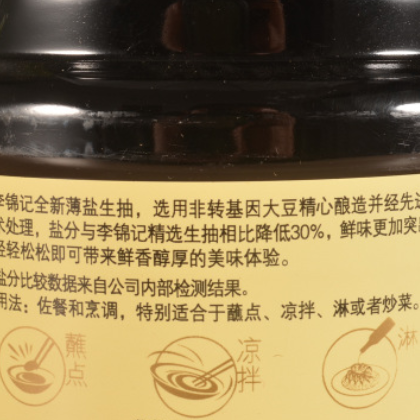 李锦记全新薄盐生抽，选用非转基因大豆精心酿造并经先进
术处理，盐分与李锦记精选生抽相比降低30%，鲜味更加突
轻轻松松即可带来鲜香醇厚的美味体验。
盐分比较数据来自公司内部检测结果。
用法：佐餐和烹调，特别适合于蘸点、凉拌、淋或者炒菜。
蘸点
凉拌
淋